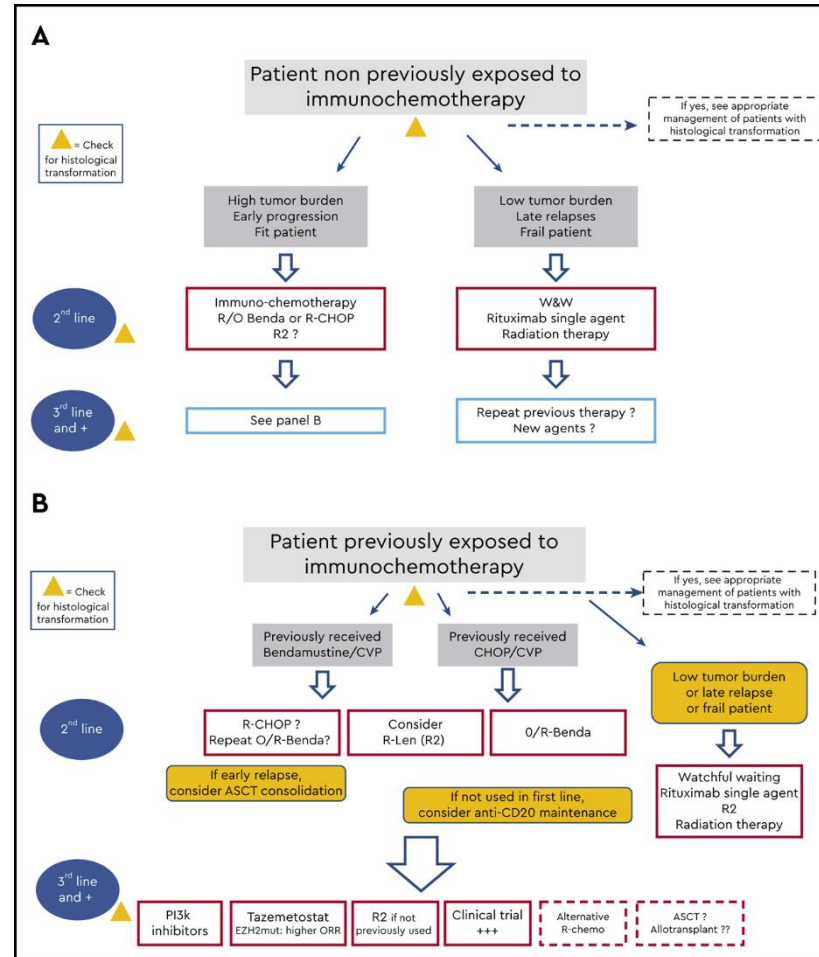 A
Patient non previously exposed to
immunochemotherapy
If yes, see appropriate
management of patients with
histological transformation
= Check
for histological
transformation
High tumor burden
Early progression
Fit patient
Low tumor burden
Late relapses
Frail patient
2nd line
Immuno-chemotherapy
R/O Benda or R-CHOP
R2 ?
W&W
Rituximab single agent
Radiation therapy
3rd line
and +
See panel B
Repeat previous therapy ?
New agents ?
B
Patient previously exposed to
immunochemotherapy
= Check
for histological
transformation
If yes, see appropriate
management of patients with
histological transformation
Previously received
Bendamustine/CVP
Previously received
CHOP/CVP
Low tumor burden
or late relapse
or frail patient
2nd line
R-CHOP ?
Repeat O/R-Benda?
Consider
R-Len (R2)
0/R-Benda
If early relapse,
consider ASCT consolidation
If not used in first line,
consider anti-CD20 maintenance
Watchful waiting
Rituximab single agent
R2
Radiation therapy
3rd line
and +
PI3k
inhibitors
Tazemetostat
EZH2mut: higher ORR
R2 if not
previously used
Clinical trial
+++
Alternative
R-chemo
ASCT ?
Allotransplant ??